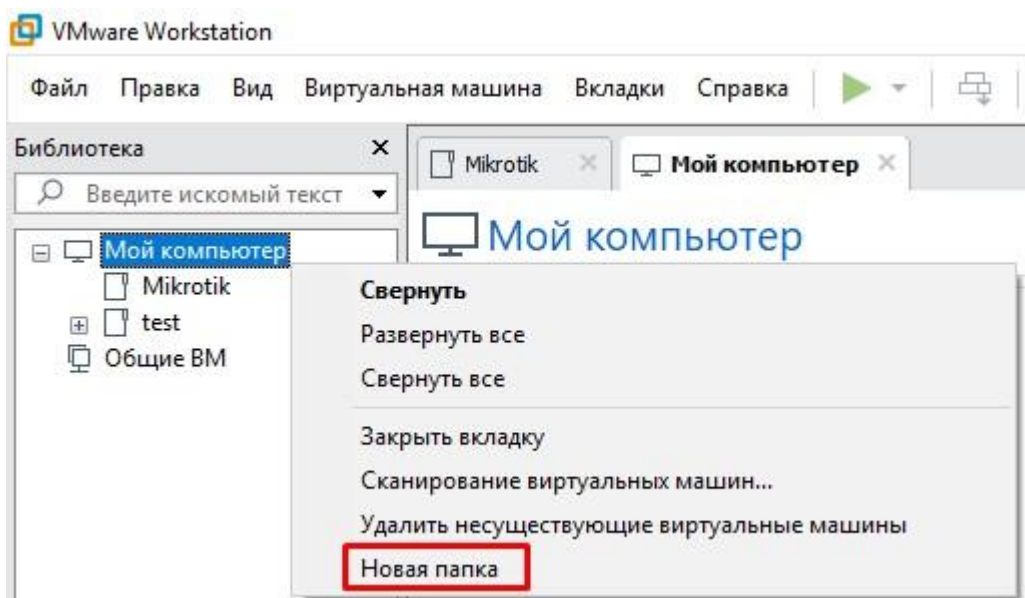 VMware Workstation
Файл Правка Вид Виртуальная машина Вкладки Справка
Библиотека
Введите искомый текст
Mikrotik
Мой компьютер
Мой компьютер
Мой компьютер
Mikrotik
test
Общие ВМ
Свернуть
Развернуть все
Свернуть все
Закрыть вкладку
Сканирование виртуальных машин...
Удалить несуществующие виртуальные машины
Новая папка